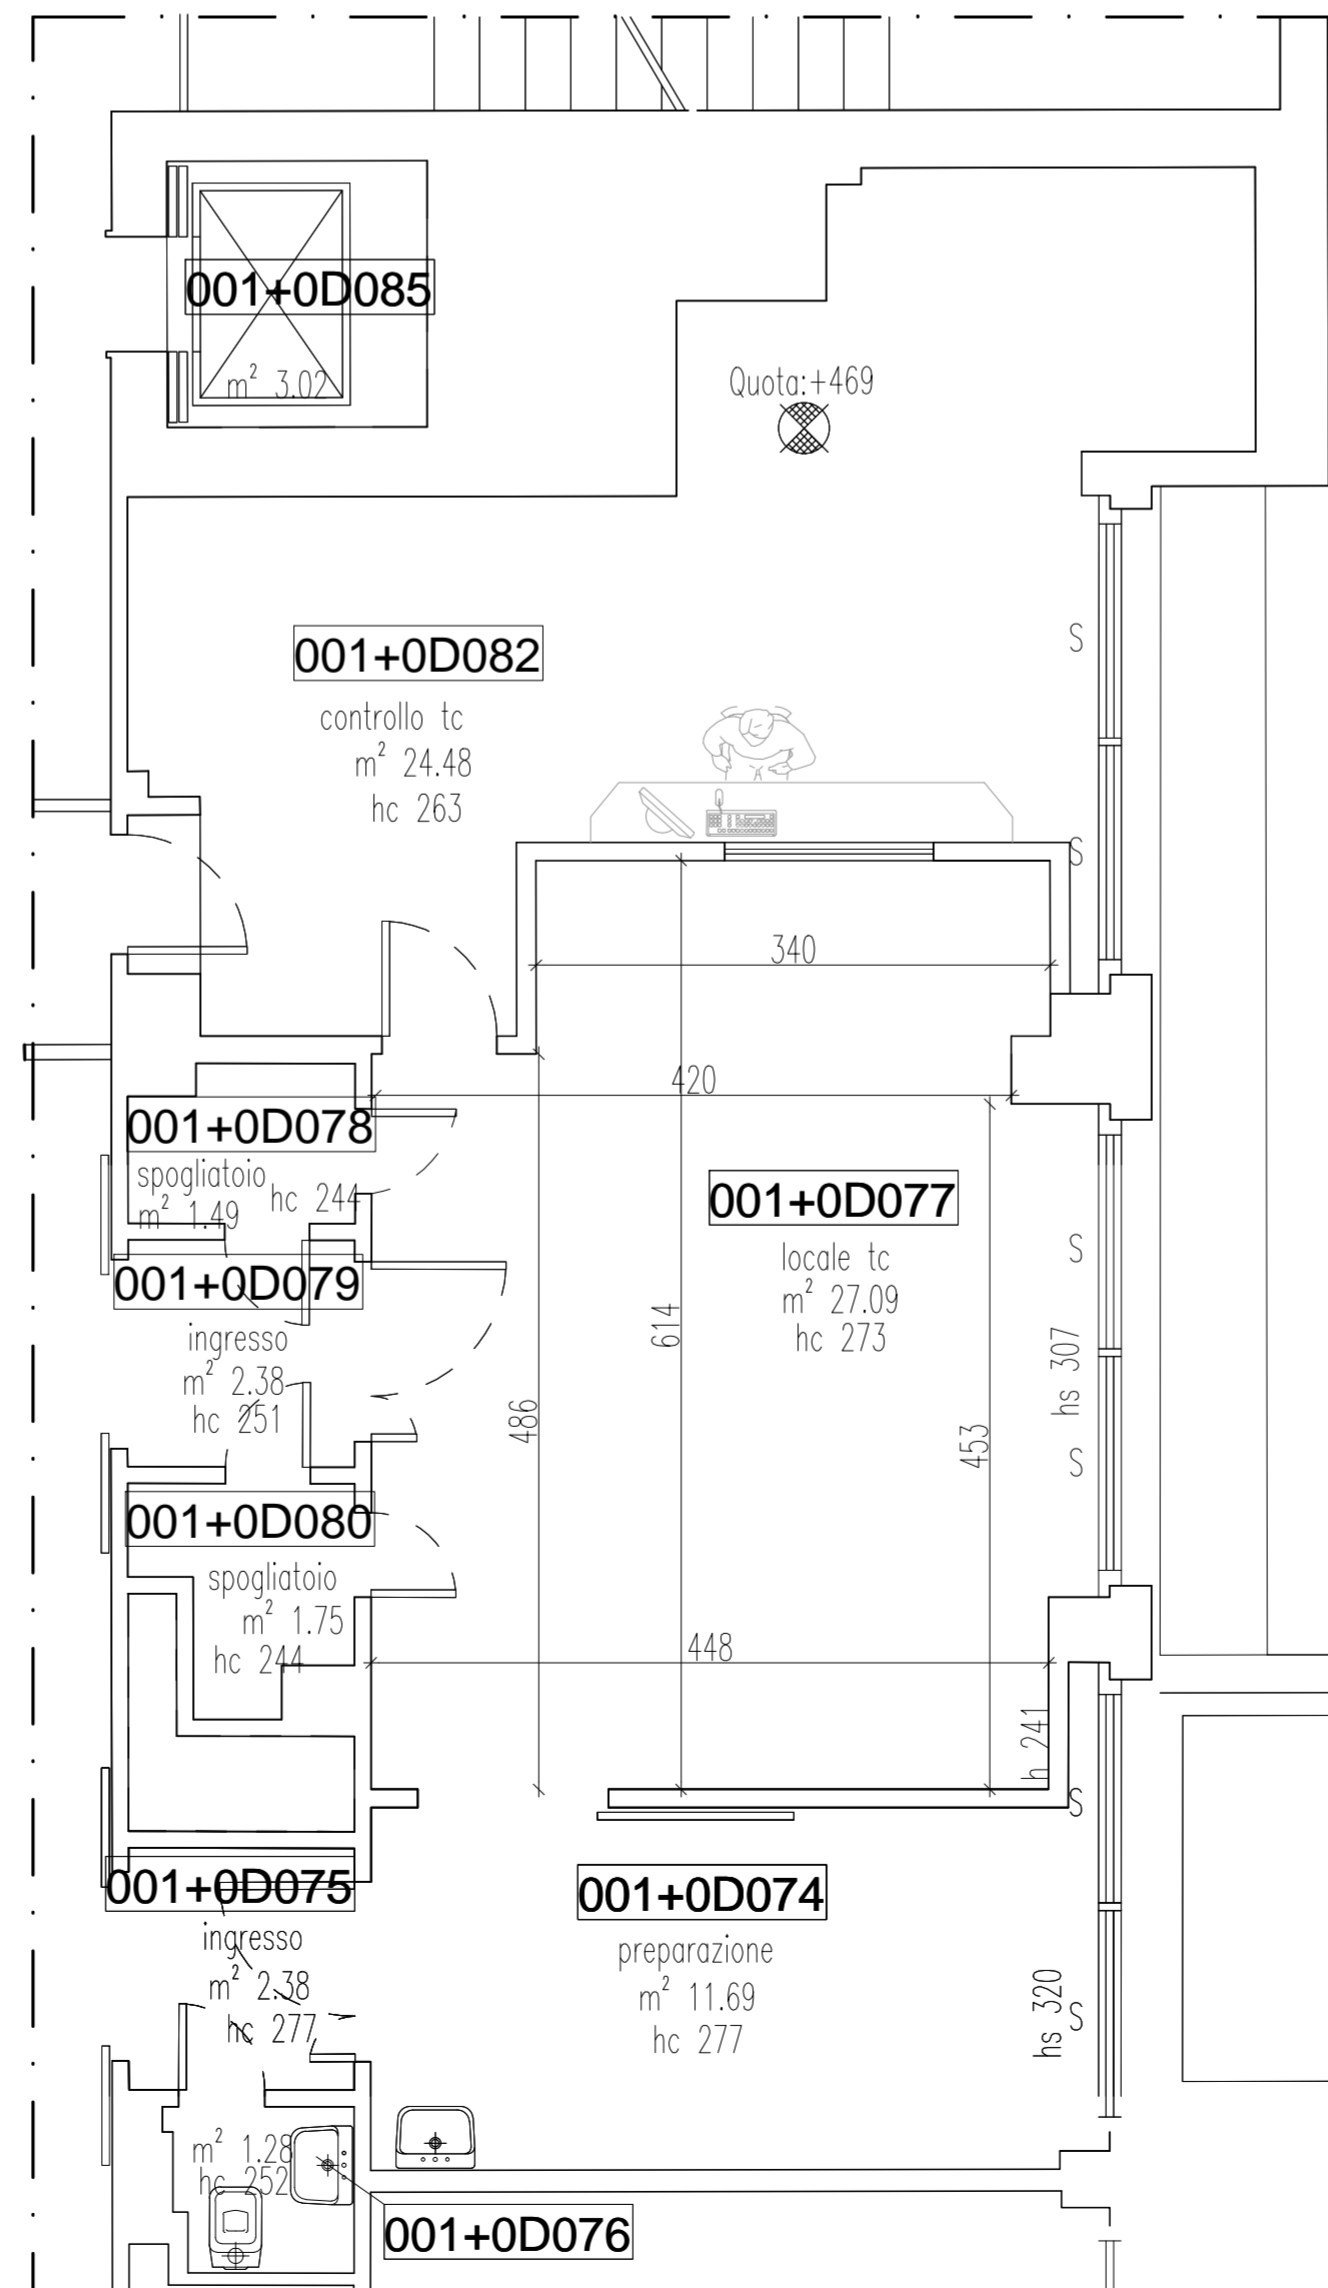 001+0D085
m² 3.02
Quota:+469
001+0D082
controllo tc
m² 24.48
hc 263
S
S
340
420
001+0D078
spogliatoio
hc 244
m² 1.49
001+0D077
locale tc
m² 27.09
hc 273
S
001+0D079
ingresso
m² 2.38
hc 251
614
486
453
hs 307
S
001+0D080
spogliatoio
m² 1.75
hc 244
448
h 241
S
001+0D075
ingresso
m² 2.38
hc 277
001+0D074
preparazione
m² 11.69
hc 277
hs 320
S
m² 1.28
hc 252
001+0D076